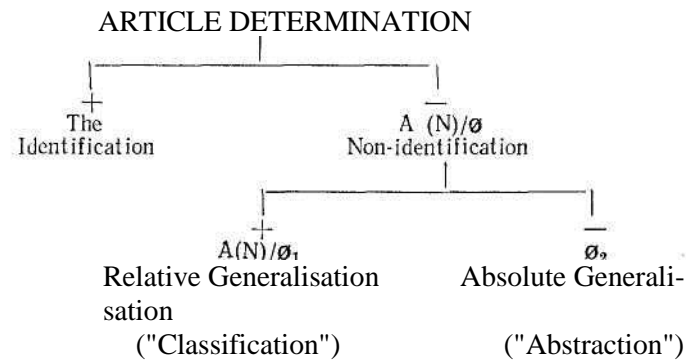 ARTICLE DETERMINATION
+ −
The A (N)/ø
Identification Non-identification
+ −
A(N)/ø₁ ø₂
Relative Generalisation Absolute Generali-
sation
("Classification") ("Abstraction")